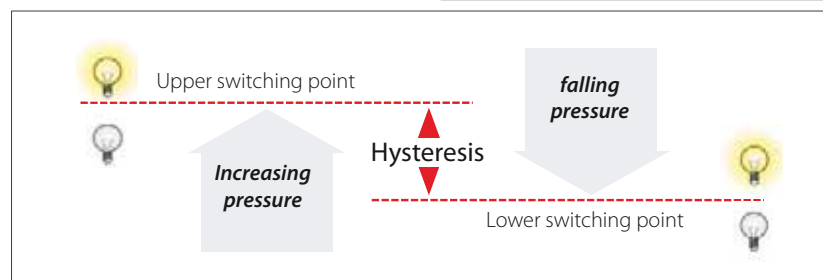 Upper switching point
falling
pressure
Hysteresis
Increasing
pressure
Lower switching point